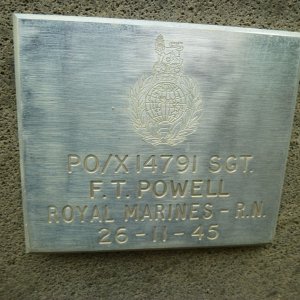 PO/X 14791 SGT.
F. T. POWELL
ROYAL MARINES - R.N.
26-11-45